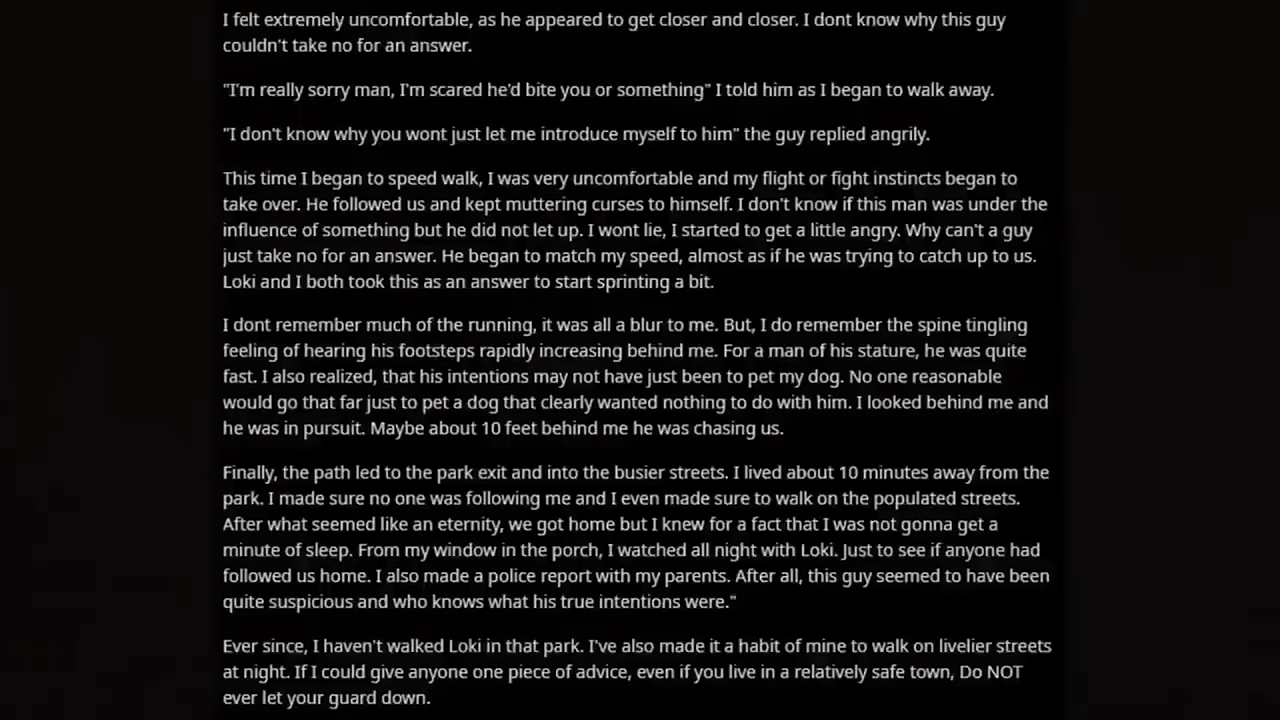 I felt extremely uncomfortable, as he appeared to get closer and closer. I dont know why this guy
couldn't take no for an answer.
"I'm really sorry man, I'm scared he'd bite you or something" I told him as I began to walk away.
"I don't know why you wont just let me introduce myself to him" the guy replied angrily.
This time I began to speed walk, I was very uncomfortable and my flight or fight instincts began to
take over. He followed us and kept muttering curses to himself. I don't know if this man was under the
influence of something but he did not let up. I wont lie, I started to get a little angry. Why can't a guy
just take no for an answer. He began to match my speed, almost as if he was trying to catch up to us.
Loki and I both took this as an answer to start sprinting a bit.
I dont remember much of the running, it was all a blur to me. But, I do remember the spine tingling
feeling of hearing his footsteps rapidly increasing behind me. For a man of his stature, he was quite
fast. I also realized, that his intentions may not have just been to pet my dog. No one reasonable
would go that far just to pet a dog that clearly wanted nothing to do with him. I looked behind me and
he was in pursuit. Maybe about 10 feet behind me he was chasing us.
Finally, the path led to the park exit and into the busier streets. I lived about 10 minutes away from the
park. I made sure no one was following me and I even made sure to walk on the populated streets.
After what seemed like an eternity, we got home but I knew for a fact that I was not gonna get a
minute of sleep. From my window in the porch, I watched all night with Loki. Just to see if anyone had
followed us home. I also made a police report with my parents. After all, this guy seemed to have been
quite suspicious and who knows what his true intentions were."
Ever since, I haven't walked Loki in that park. I've also made it a habit of mine to walk on livelier streets
at night. If I could give anyone one piece of advice, even if you live in a relatively safe town, Do NOT
ever let your guard down.